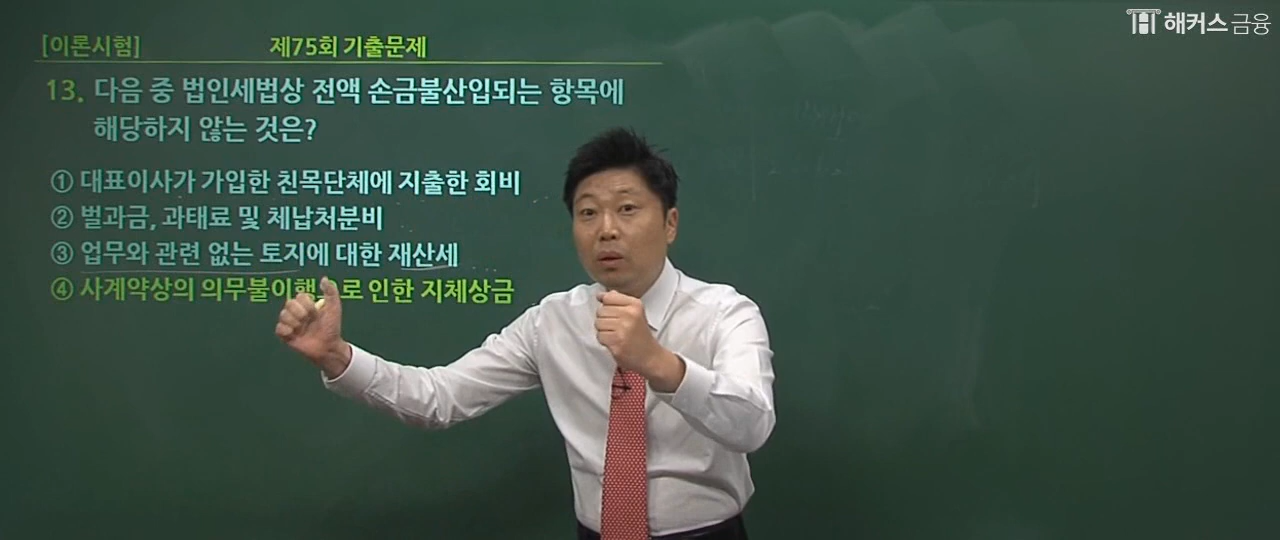 해커스 금융
[이론시험] 제75회 기출문제
13. 다음 중 법인세법상 전액 손금불산입되는 항목에
해당하지 않는 것은?
① 대표이사가 가입한 친목단체에 지출한 회비
② 벌과금, 과태료 및 체납처분비
③ 업무와 관련 없는 토지에 대한 재산세
④ 사계약상의 의무불이행으로 인한 지체상금